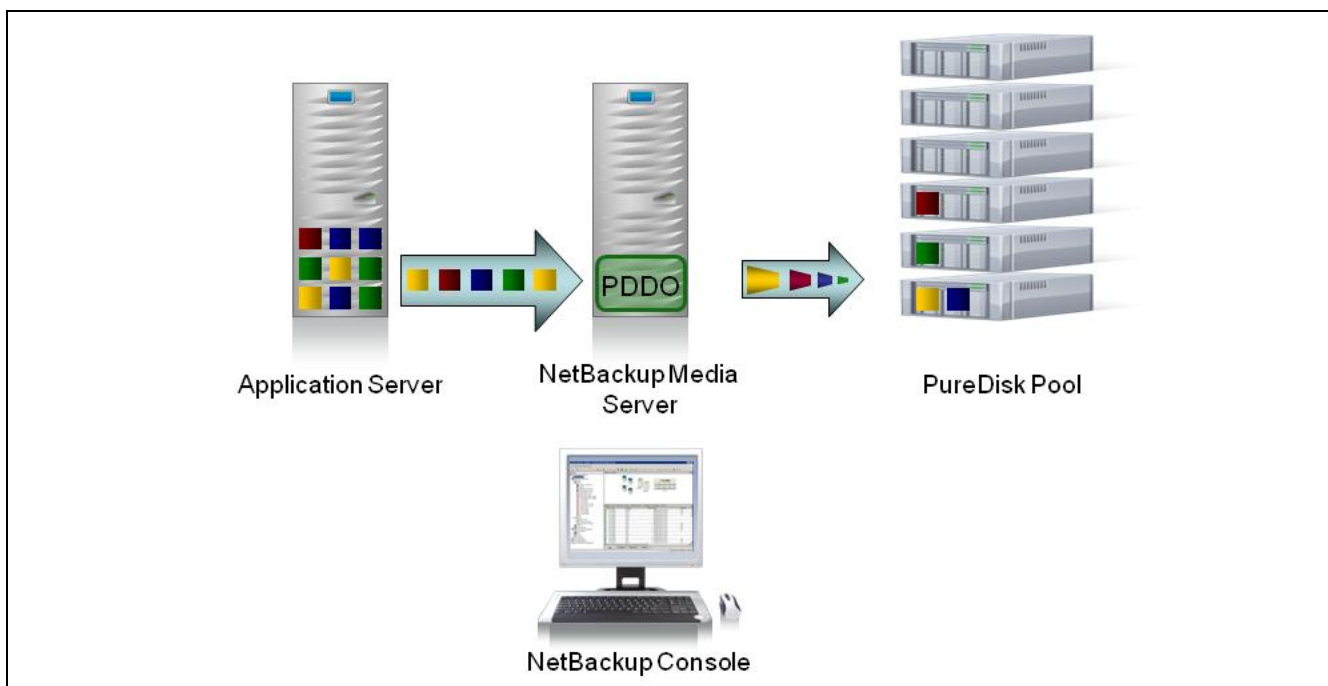 PDDO
Application Server
NetBackup Media
Server
PureDisk Pool
NetBackup Console